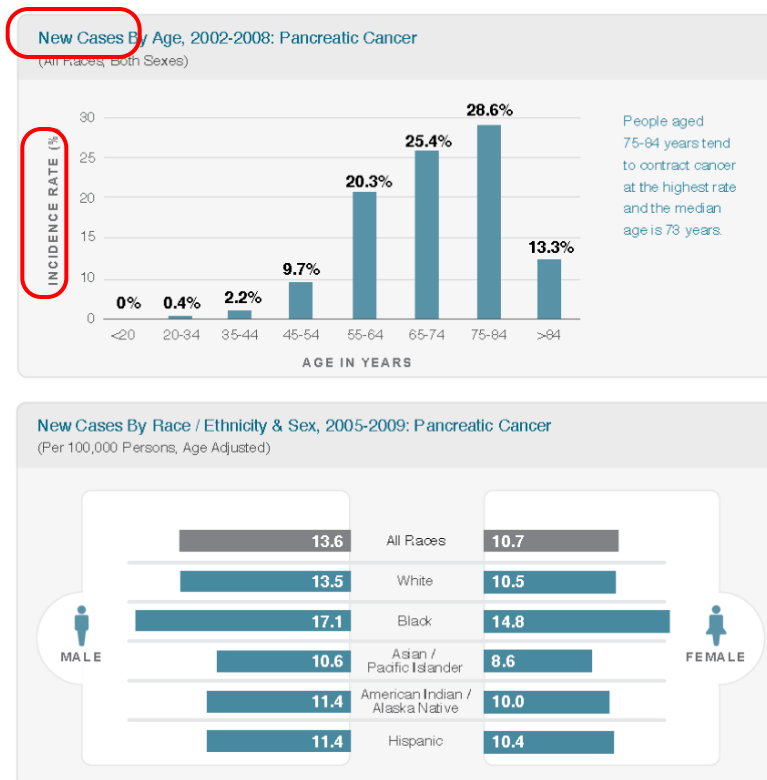 New Cases By Age, 2002-2008: Pancreatic Cancer
(All Races, Both Sexes)
INCIDENCE RATE (%
30
25
20
15
10
0
0%
0.4%
2.2%
9.7%
20.3%
25.4%
28.6%
13.3%
<20
20-34
35-44
45-54
55-64
65-74
75-84
>84
AGE IN YEARS
People aged
75-84 years tend
to contract cancer
at the highest rate
and the median
age is 73 years.
New Cases By Race / Ethnicity & Sex, 2005-2009: Pancreatic Cancer
(Per 100,000 Persons, Age Adjusted)
MALE
FEMALE
13.6 All Races 10.7
13.5 White 10.5
17.1 Black 14.8
10.6 Asian /
Pacific Islander 8.6
11.4 American Indian /
Alaska Native 10.0
11.4 Hispanic 10.4